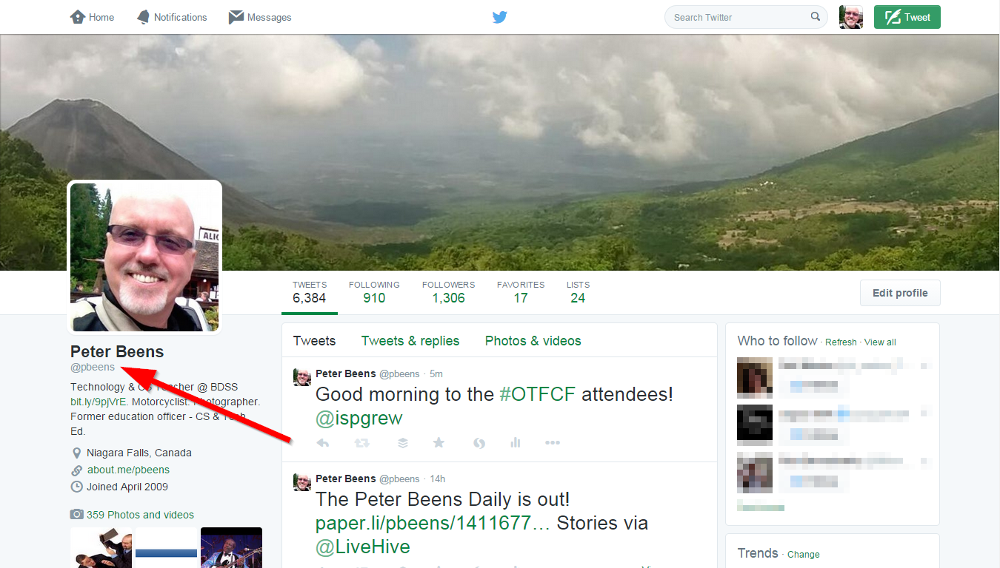 Home Notifications Messages Search Twitter Tweet
ALIC
TWEETS FOLLOWING FOLLOWERS FAVORITES LISTS
6,384 910 1,306 17 24
Edit profile
Peter Beens
@pbeens
Technology & CS Teacher @ BDSS
bit.ly/9pjVrE. Motorcyclist. Photographer.
Former education officer - CS & Tech
Ed.
Niagara Falls, Canada
about.me/pbeens
Joined April 2009
359 Photos and videos
Tweets Tweets & replies Photos & videos
Peter Beens @pbeens · 5m
Good morning to the #OTFCF attendees!
@ispgrew
Peter Beens @pbeens · 14h
The Peter Beens Daily is out!
paper.li/pbeens/1411677… Stories via
@LiveHive
Who to follow · Refresh · View all
Trends · Change